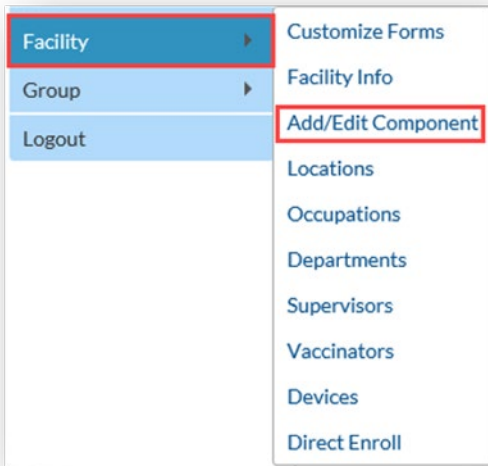 Facility
Group
Logout
Customize Forms
Facility Info
Add/Edit Component
Locations
Occupations
Departments
Supervisors
Vaccinators
Devices
Direct Enroll